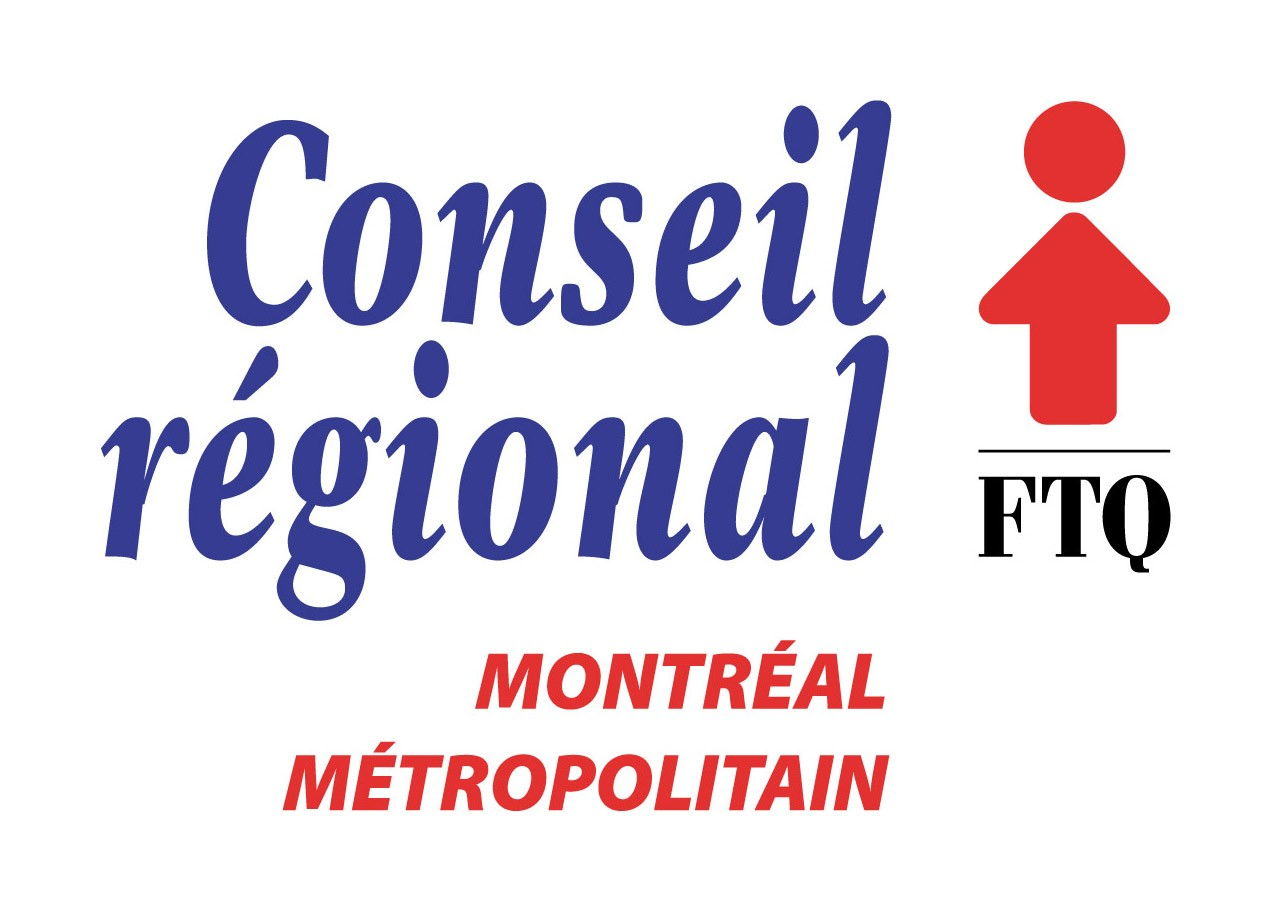 Conseil
régional
FTQ
MONTRÉAL
MÉTROPOLITAIN